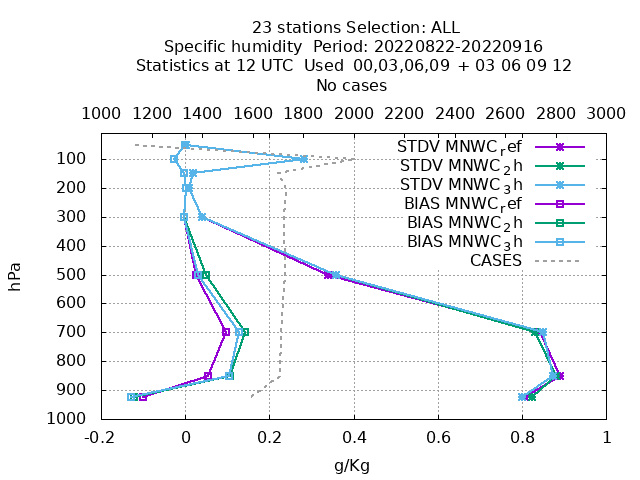 23 stations Selection: ALL
Specific humidity  Period: 20220822-20220916
Statistics at 12 UTC  Used  00,03,06,09 + 03 06 09 12
No cases
1000 1200 1400 1600 1800 2000 2200 2400 2600 2800 3000
STDV MNWC_ref
STDV MNWC_2h
STDV MNWC_3h
BIAS MNWC_ref
BIAS MNWC_2h
BIAS MNWC_3h
CASES
100
200
300
400
500
600
700
800
900
1000
hPa
-0.2 0 0.2 0.4 0.6 0.8 1
g/Kg